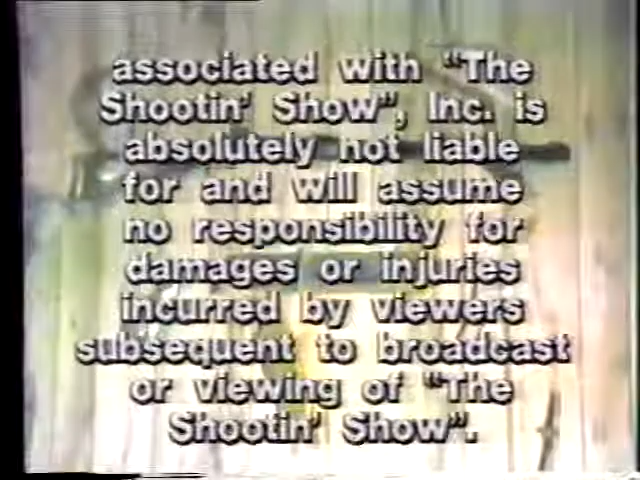 associated with "The
Shootin' Show", Inc. is
absolutely not liable
for and will assume
no responsibility for
damages or injuries
incurred by viewers
subsequent to broadcast
or viewing of "The
Shootin' Show".